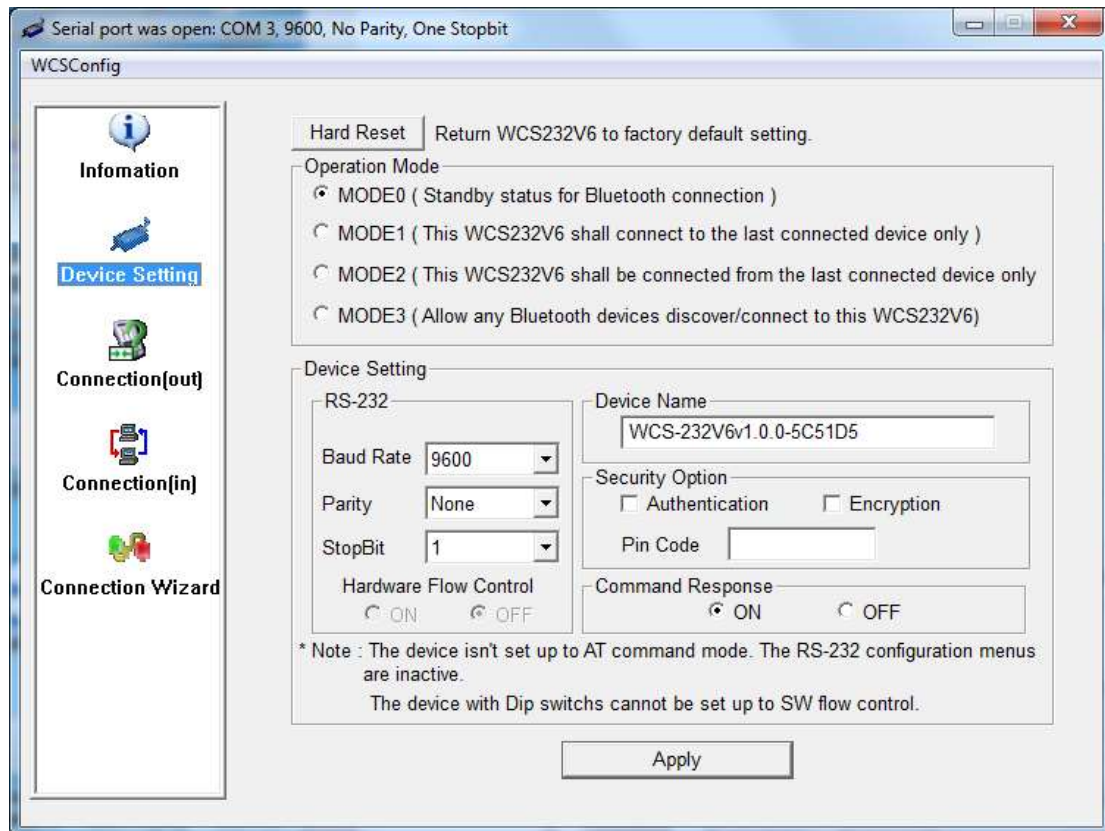 Serial port was open: COM 3, 9600, No Parity, One Stopbit
WCSConfig
Infomation
Device Setting
Connection(out)
Connection(in)
Connection Wizard
Hard Reset Return WCS232V6 to factory default setting.
Operation Mode
MODE0 ( Standby status for Bluetooth connection )
MODE1 ( This WCS232V6 shall connect to the last connected device only )
MODE2 ( This WCS232V6 shall be connected from the last connected device only
MODE3 ( Allow any Bluetooth devices discover/connect to this WCS232V6)
Device Setting
RS-232
Baud Rate 9600
Parity None
StopBit 1
Hardware Flow Control
ON OFF
Device Name
WCS-232V6v1.0.0-5C51D5
Security Option
Authentication Encryption
Pin Code
Command Response
ON OFF
* Note : The device isn't set up to AT command mode. The RS-232 configuration menus
are inactive.
The device with Dip switchs cannot be set up to SW flow control.
Apply